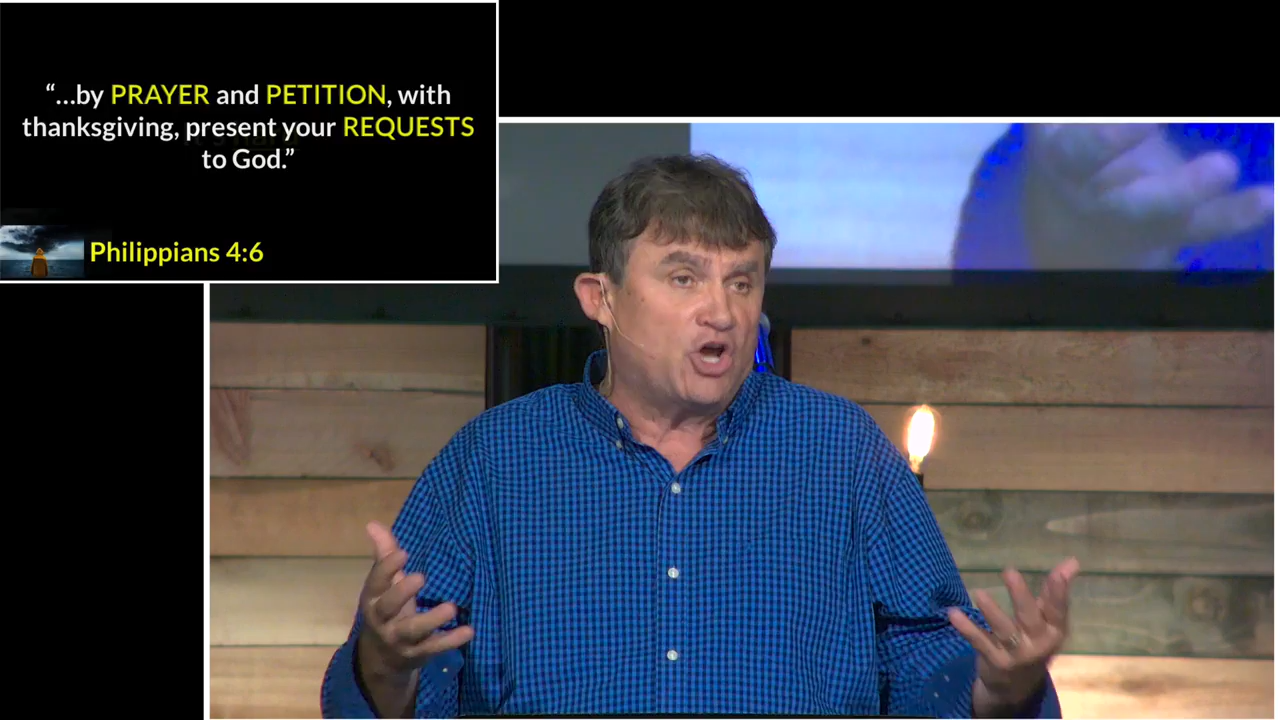 “...by PRAYER and PETITION, with
thanksgiving, present your REQUESTS
to God.”
Philippians 4:6